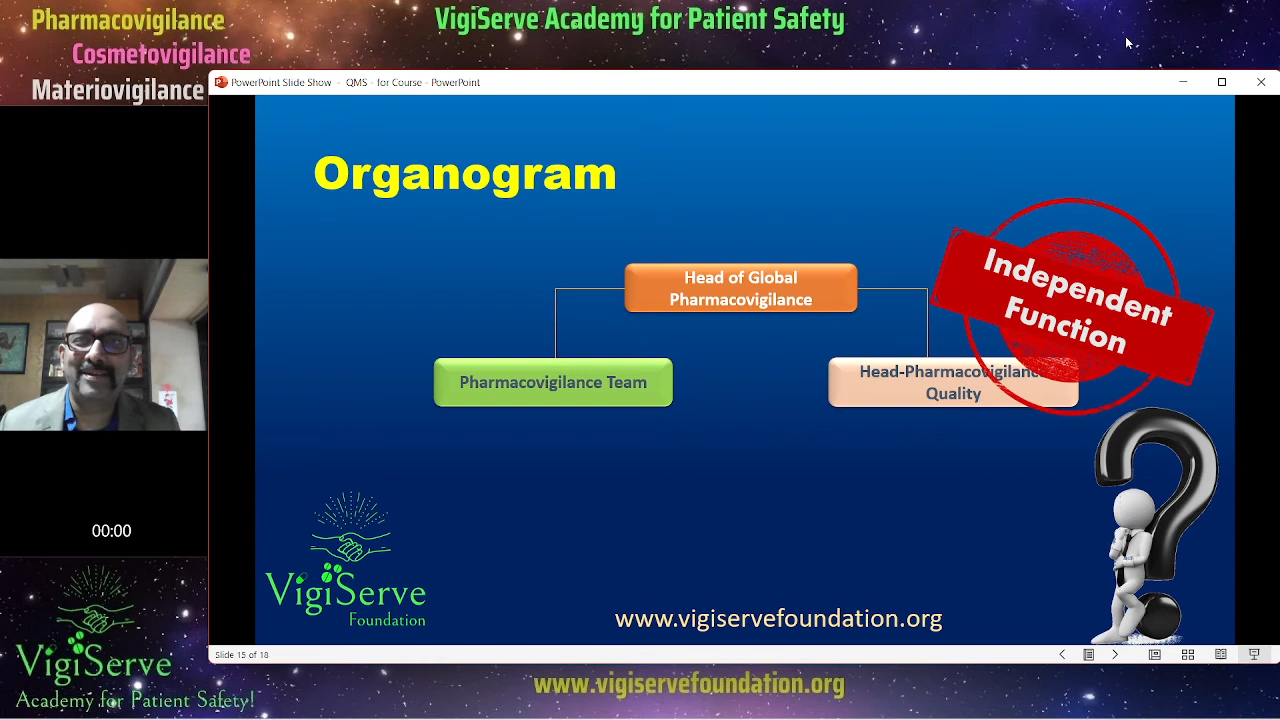 Pharmacovigilance
Cosmetovigilance
Materiovigilance
VigiServe Academy for Patient Safety
PowerPoint Slide Show - QMS - for Course - PowerPoint
Organogram
Head of Global
Pharmacovigilance
Independent
Function
Pharmacovigilance Team
Head-Pharmacovigilance
Quality
00:00
VigiServe
Foundation
www.vigiservefoundation.org
Slide 15 of 18
VigiServe
Academy for Patient Safety!
www.vigiservefoundation.org